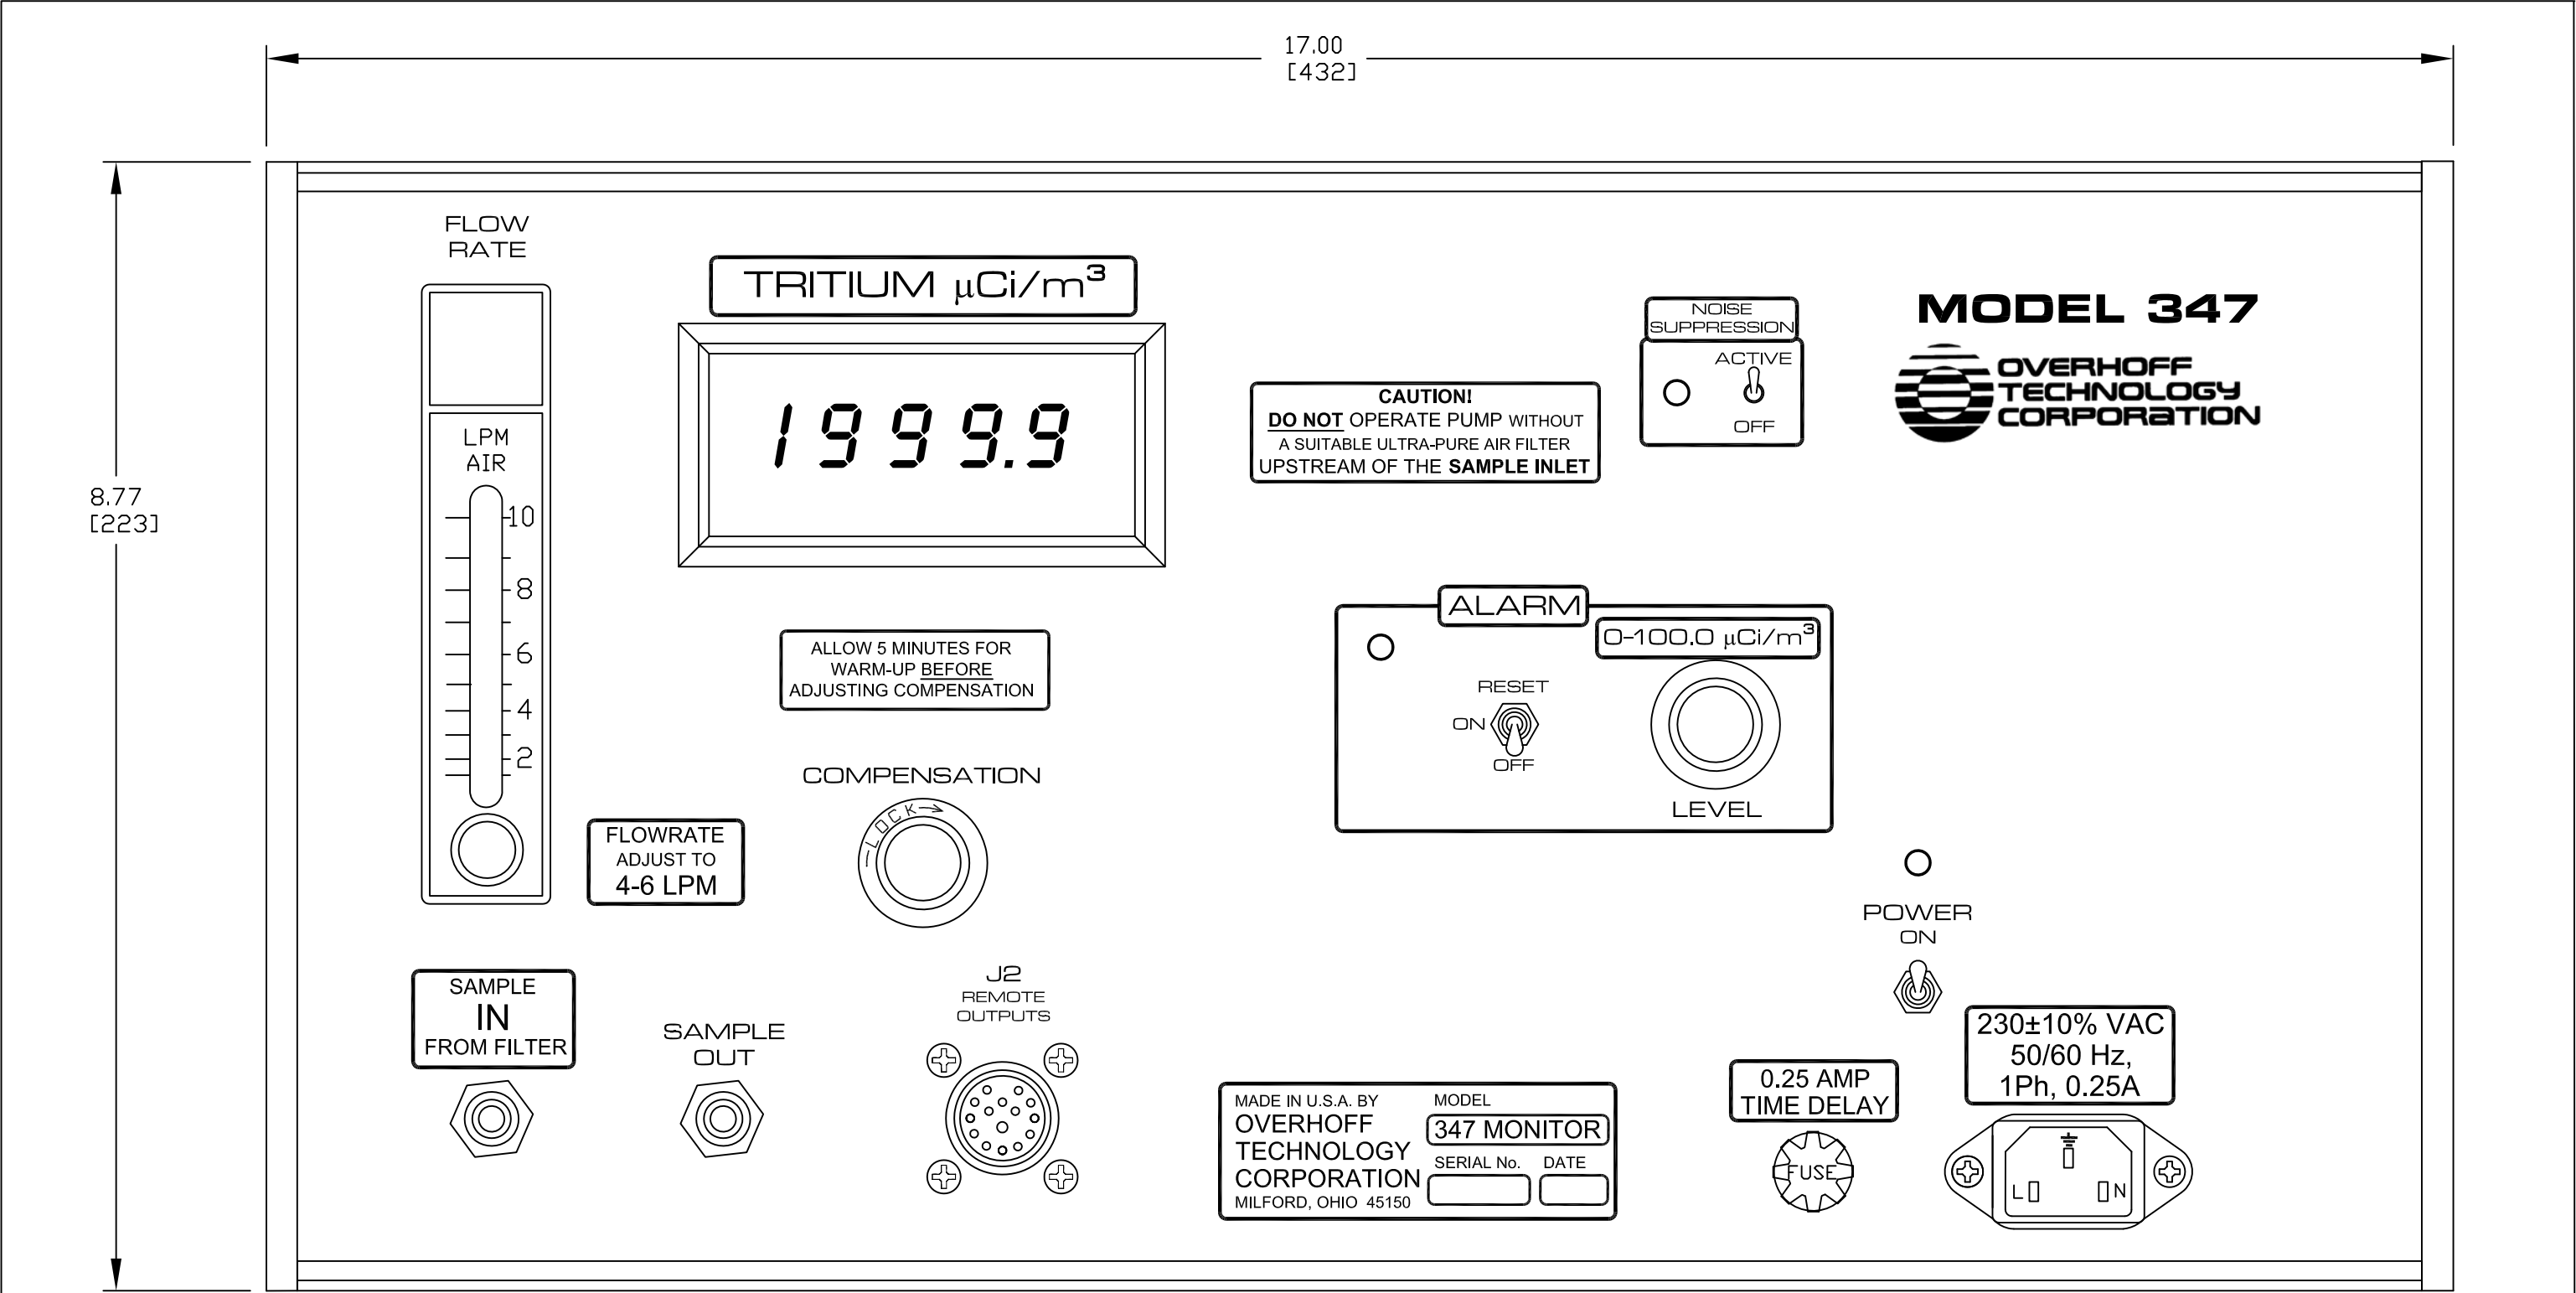 17.00
[432]
8.77
[223]
FLOW
RATE
LPM
AIR
10
8
6
4
2
TRITIUM µCi/m³
1999.9
CAUTION!
DO NOT OPERATE PUMP WITHOUT
A SUITABLE ULTRA-PURE AIR FILTER
UPSTREAM OF THE SAMPLE INLET
NOISE
SUPPRESSION
ACTIVE
OFF
MODEL 347
OVERHOFF
TECHNOLOGY
CORPORATION
ALLOW 5 MINUTES FOR
WARM-UP BEFORE
ADJUSTING COMPENSATION
ALARM
0-100.0 µCi/m³
RESET
ON
OFF
LEVEL
COMPENSATION
LOCK
FLOWRATE
ADJUST TO
4-6 LPM
POWER
ON
SAMPLE
IN
FROM FILTER
SAMPLE
OUT
J2
REMOTE
OUTPUTS
MADE IN U.S.A. BY
OVERHOFF
TECHNOLOGY
CORPORATION
MILFORD, OHIO 45150
MODEL
347 MONITOR
SERIAL No. DATE
0.25 AMP
TIME DELAY
FUSE
230±10% VAC
50/60 Hz,
1Ph, 0.25A
L N